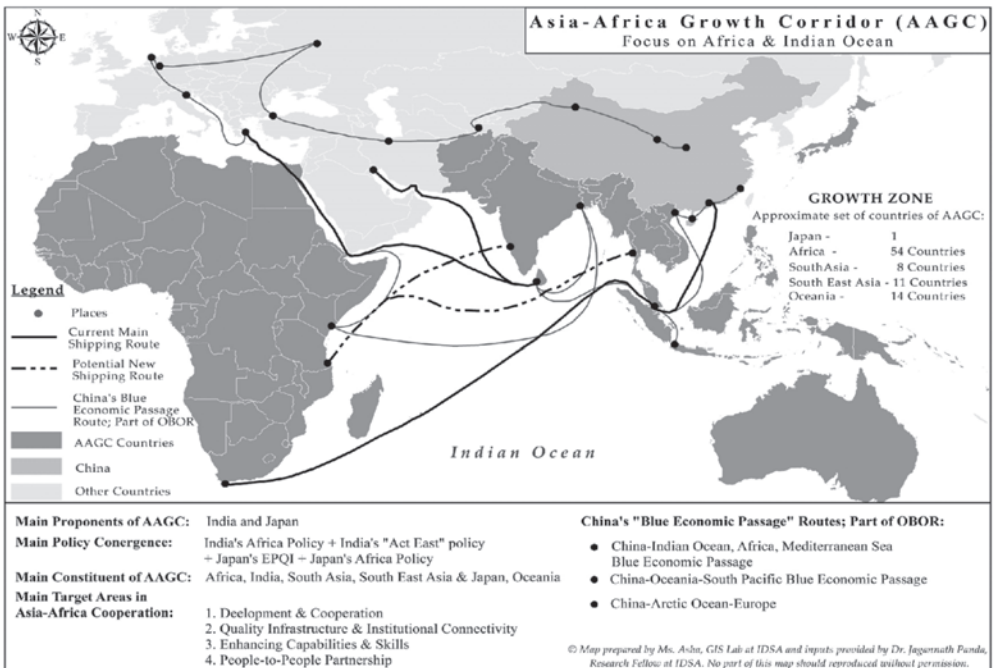 Asia-Africa Growth Corridor (AAGC)
Focus on Africa & Indian Ocean
N
W
E
S
GROWTH ZONE
Approximate set of countries of AAGC:
Japan - 1
Africa - 54 Countries
SouthAsia - 8 Countries
South East Asia - 11 Countries
Oceania - 14 Countries
Legend
Places
Current Main
Shipping Route
Potential New
Shipping Route
China's Blue
Economic Passage
Route; Part of OBOR
AAGC Countries
China
Other Countries
Indian Ocean
Main Proponents of AAGC: India and Japan
Main Policy Conergence: India's Africa Policy + India's "Act East" policy
+ Japan's EPQI + Japan's Africa Policy
Main Constituent of AAGC: Africa, India, South Asia, South East Asia & Japan, Oceania
Main Target Areas in
Asia-Africa Cooperation: 1. Deelopment & Cooperation
2. Quality Infrastructure & Institutional Connectivity
3. Enhancing Capabilities & Skills
4. People-to-People Partnership
China's "Blue Economic Passage" Routes; Part of OBOR:
China-Indian Ocean, Africa, Mediterranean Sea
Blue Economic Passage
China-Oceania-South Pacific Blue Economic Passage
China-Arctic Ocean-Europe
© Map prepared by Ms. Asha, GIS Lab at IDSA and inputs provided by Dr. Jagannath Panda,
Research Fellow at IDSA. No part of this map should reproduced without permission.